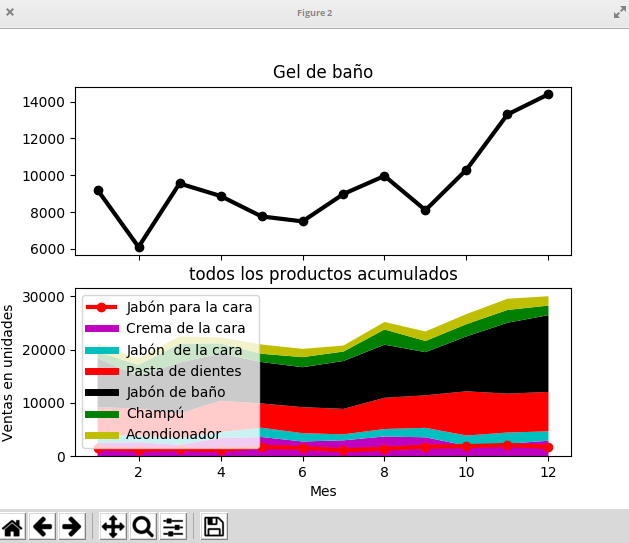 Figure 2
Gel de baño
14000
12000
10000
8000
6000
todos los productos acumulados
30000
20000
10000
0
Ventas en unidades
Jabón para la cara
Crema de la cara
Jabón  de la cara
Pasta de dientes
Jabón de baño
Champú
Acondionador
2 4 6 8 10 12
Mes